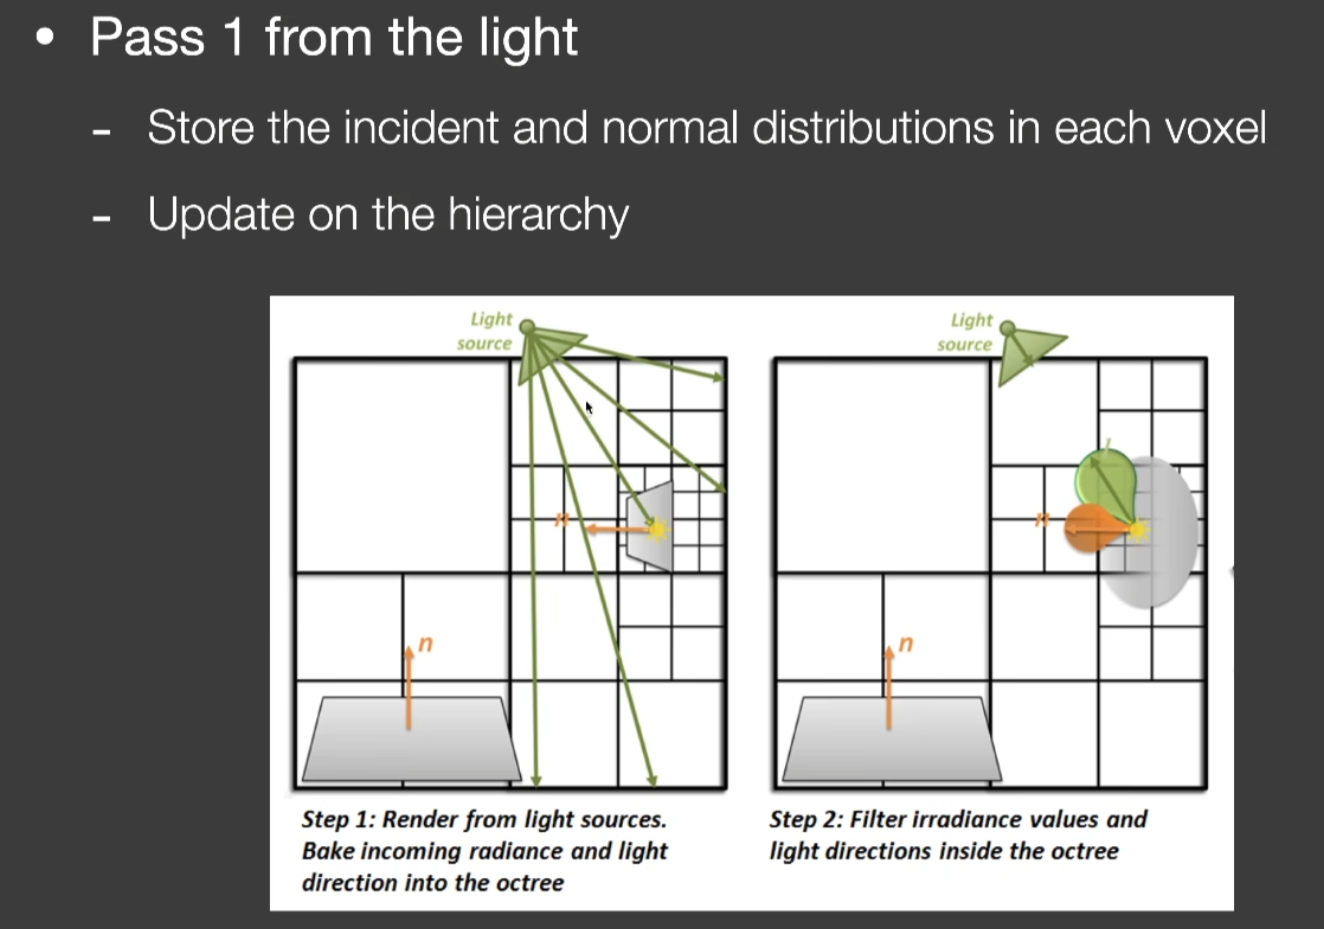 • Pass 1 from the light
- Store the incident and normal distributions in each voxel
- Update on the hierarchy
Light
source
n
Step 1: Render from light sources.
Bake incoming radiance and light
direction into the octree
Light
source
n
Step 2: Filter irradiance values and
light directions inside the octree